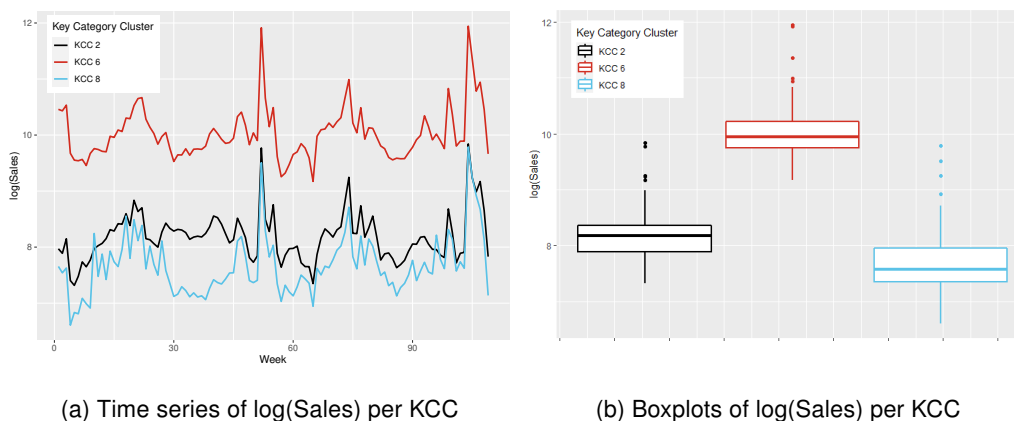 12
10
8
log(Sales)
Key Category Cluster
KCC 2
KCC 6
KCC 8
0
30
60
90
Week
12
10
8
log(Sales)
Key Category Cluster
KCC 2
KCC 6
KCC 8
(a) Time series of log(Sales) per KCC
(b) Boxplots of log(Sales) per KCC